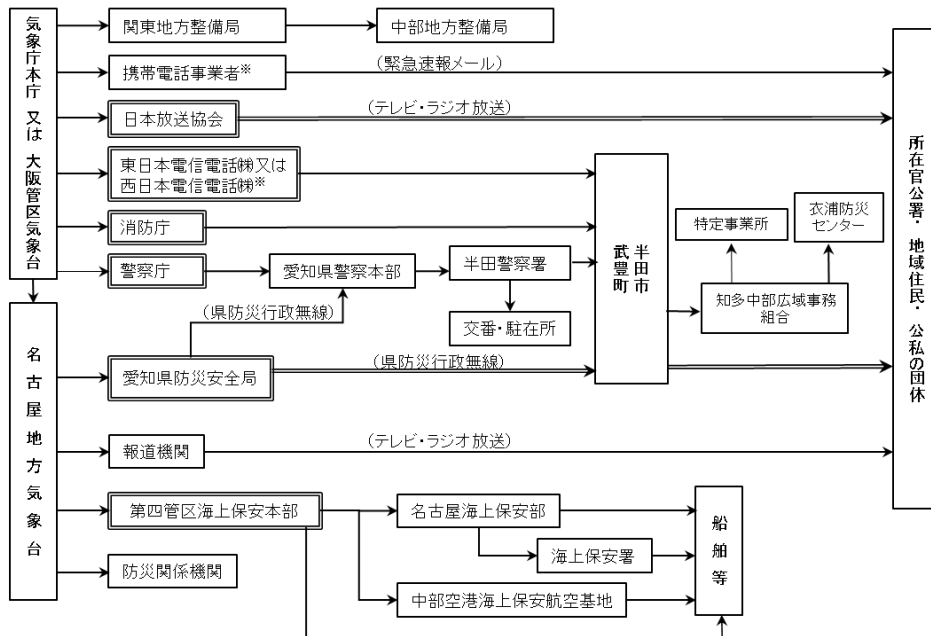 気象庁本庁又は大阪管区気象台
関東地方整備局
中部地方整備局
携帯電話事業者※
(緊急速報メール)
日本放送協会
(テレビ・ラジオ放送)
東日本電信電話㈱又は
西日本電信電話㈱※
消防庁
警察庁
愛知県警察本部
半田警察署
交番・駐在所
(県防災行政無線)
名古屋地方気象台
愛知県防災安全局
(県防災行政無線)
半田市
武豊町
特定事業所
衣浦防災
センター
知多中部広域事務
組合
所在官公署・地域住民・公私の団体
報道機関
(テレビ・ラジオ放送)
第四管区海上保安本部
名古屋海上保安部
海上保安署
中部空港海上保安航空基地
船舶等
防災関係機関